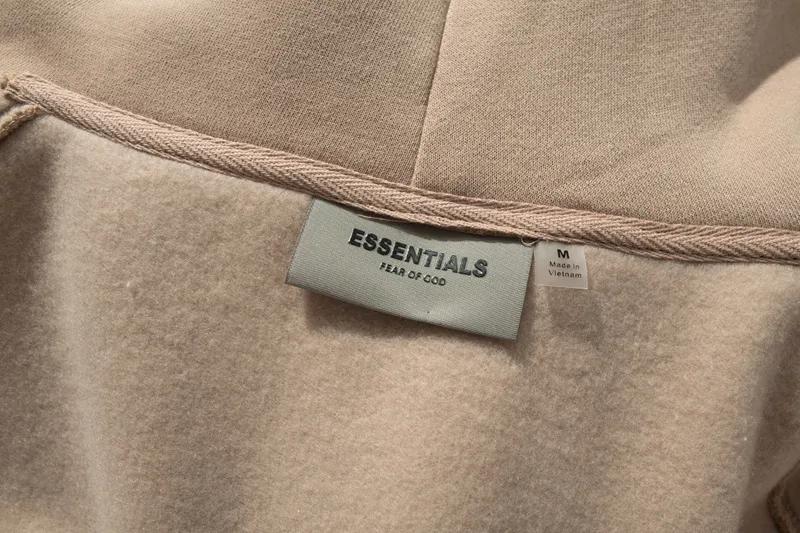 ESSENTIALS
FEAR OF GOD
M
Made in
Vietnam